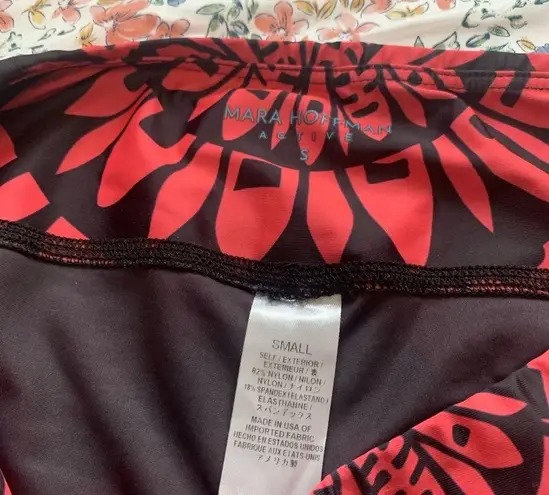 MARA HOFFMAN
ACTIVE
S
SMALL
SELF / EXTERIOR /
EXTERIEUR / 表
82% NYLON / NILON /
NYLON / ナイロン
18% SPANDEX / ELASTANO /
ELASTHANNE /
スパンデックス
MADE IN USA OF
IMPORTED FABRIC
HECHO EN ESTADOS UNIDOS
FABRIQUE AUX ETATS-UNIS
アメリカ製